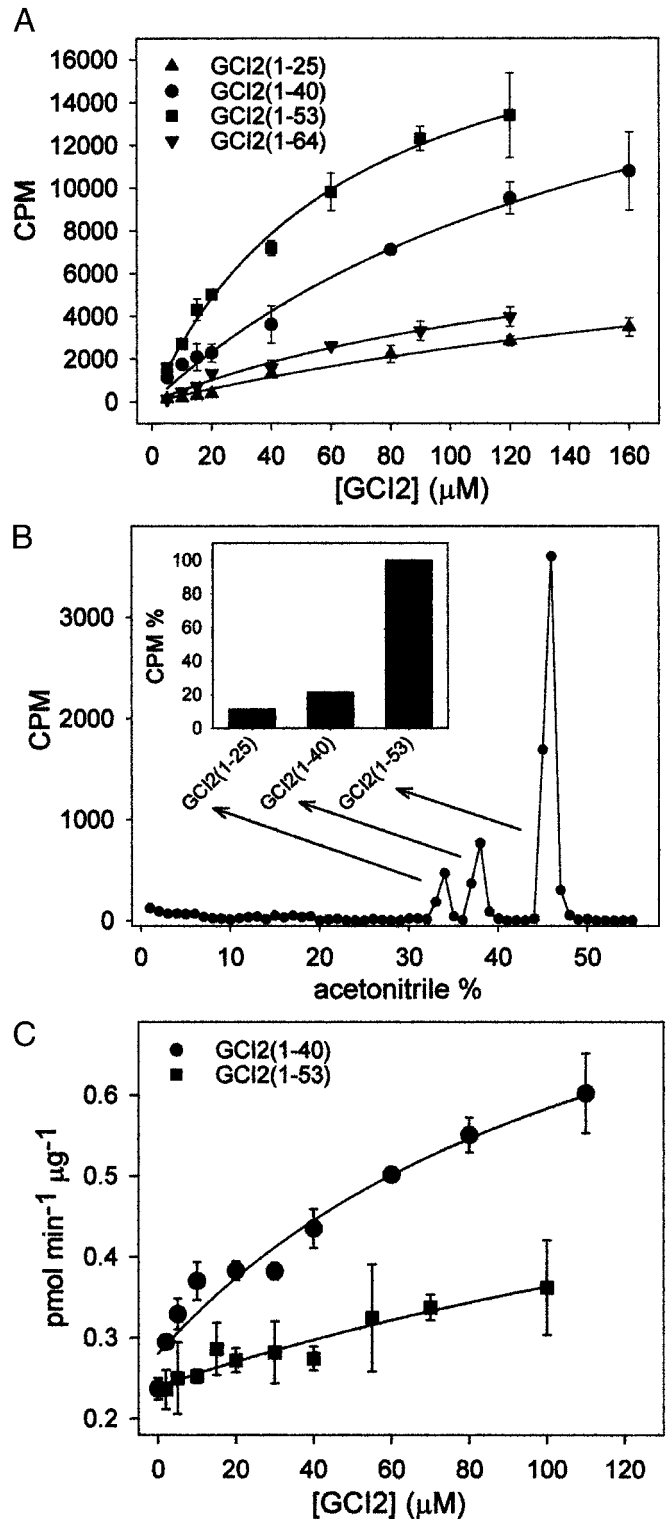 A
16000
14000
12000
10000
8000
6000
4000
2000
0
CPM
GCI2(1-25)
GCI2(1-40)
GCI2(1-53)
GCI2(1-64)
0 20 40 60 80 100 120 140 160
[GCI2] (μM)
B
3000
2000
1000
0
CPM
100
80
60
40
20
0
CPM %
GCI2(1-25)
GCI2(1-40)
GCI2(1-53)
0 10 20 30 40 50
acetonitrile %
C
GCI2(1-40)
GCI2(1-53)
0.6
0.5
0.4
0.3
0.2
pmol min⁻¹ μg⁻¹
0 20 40 60 80 100 120
[GCI2] (μM)